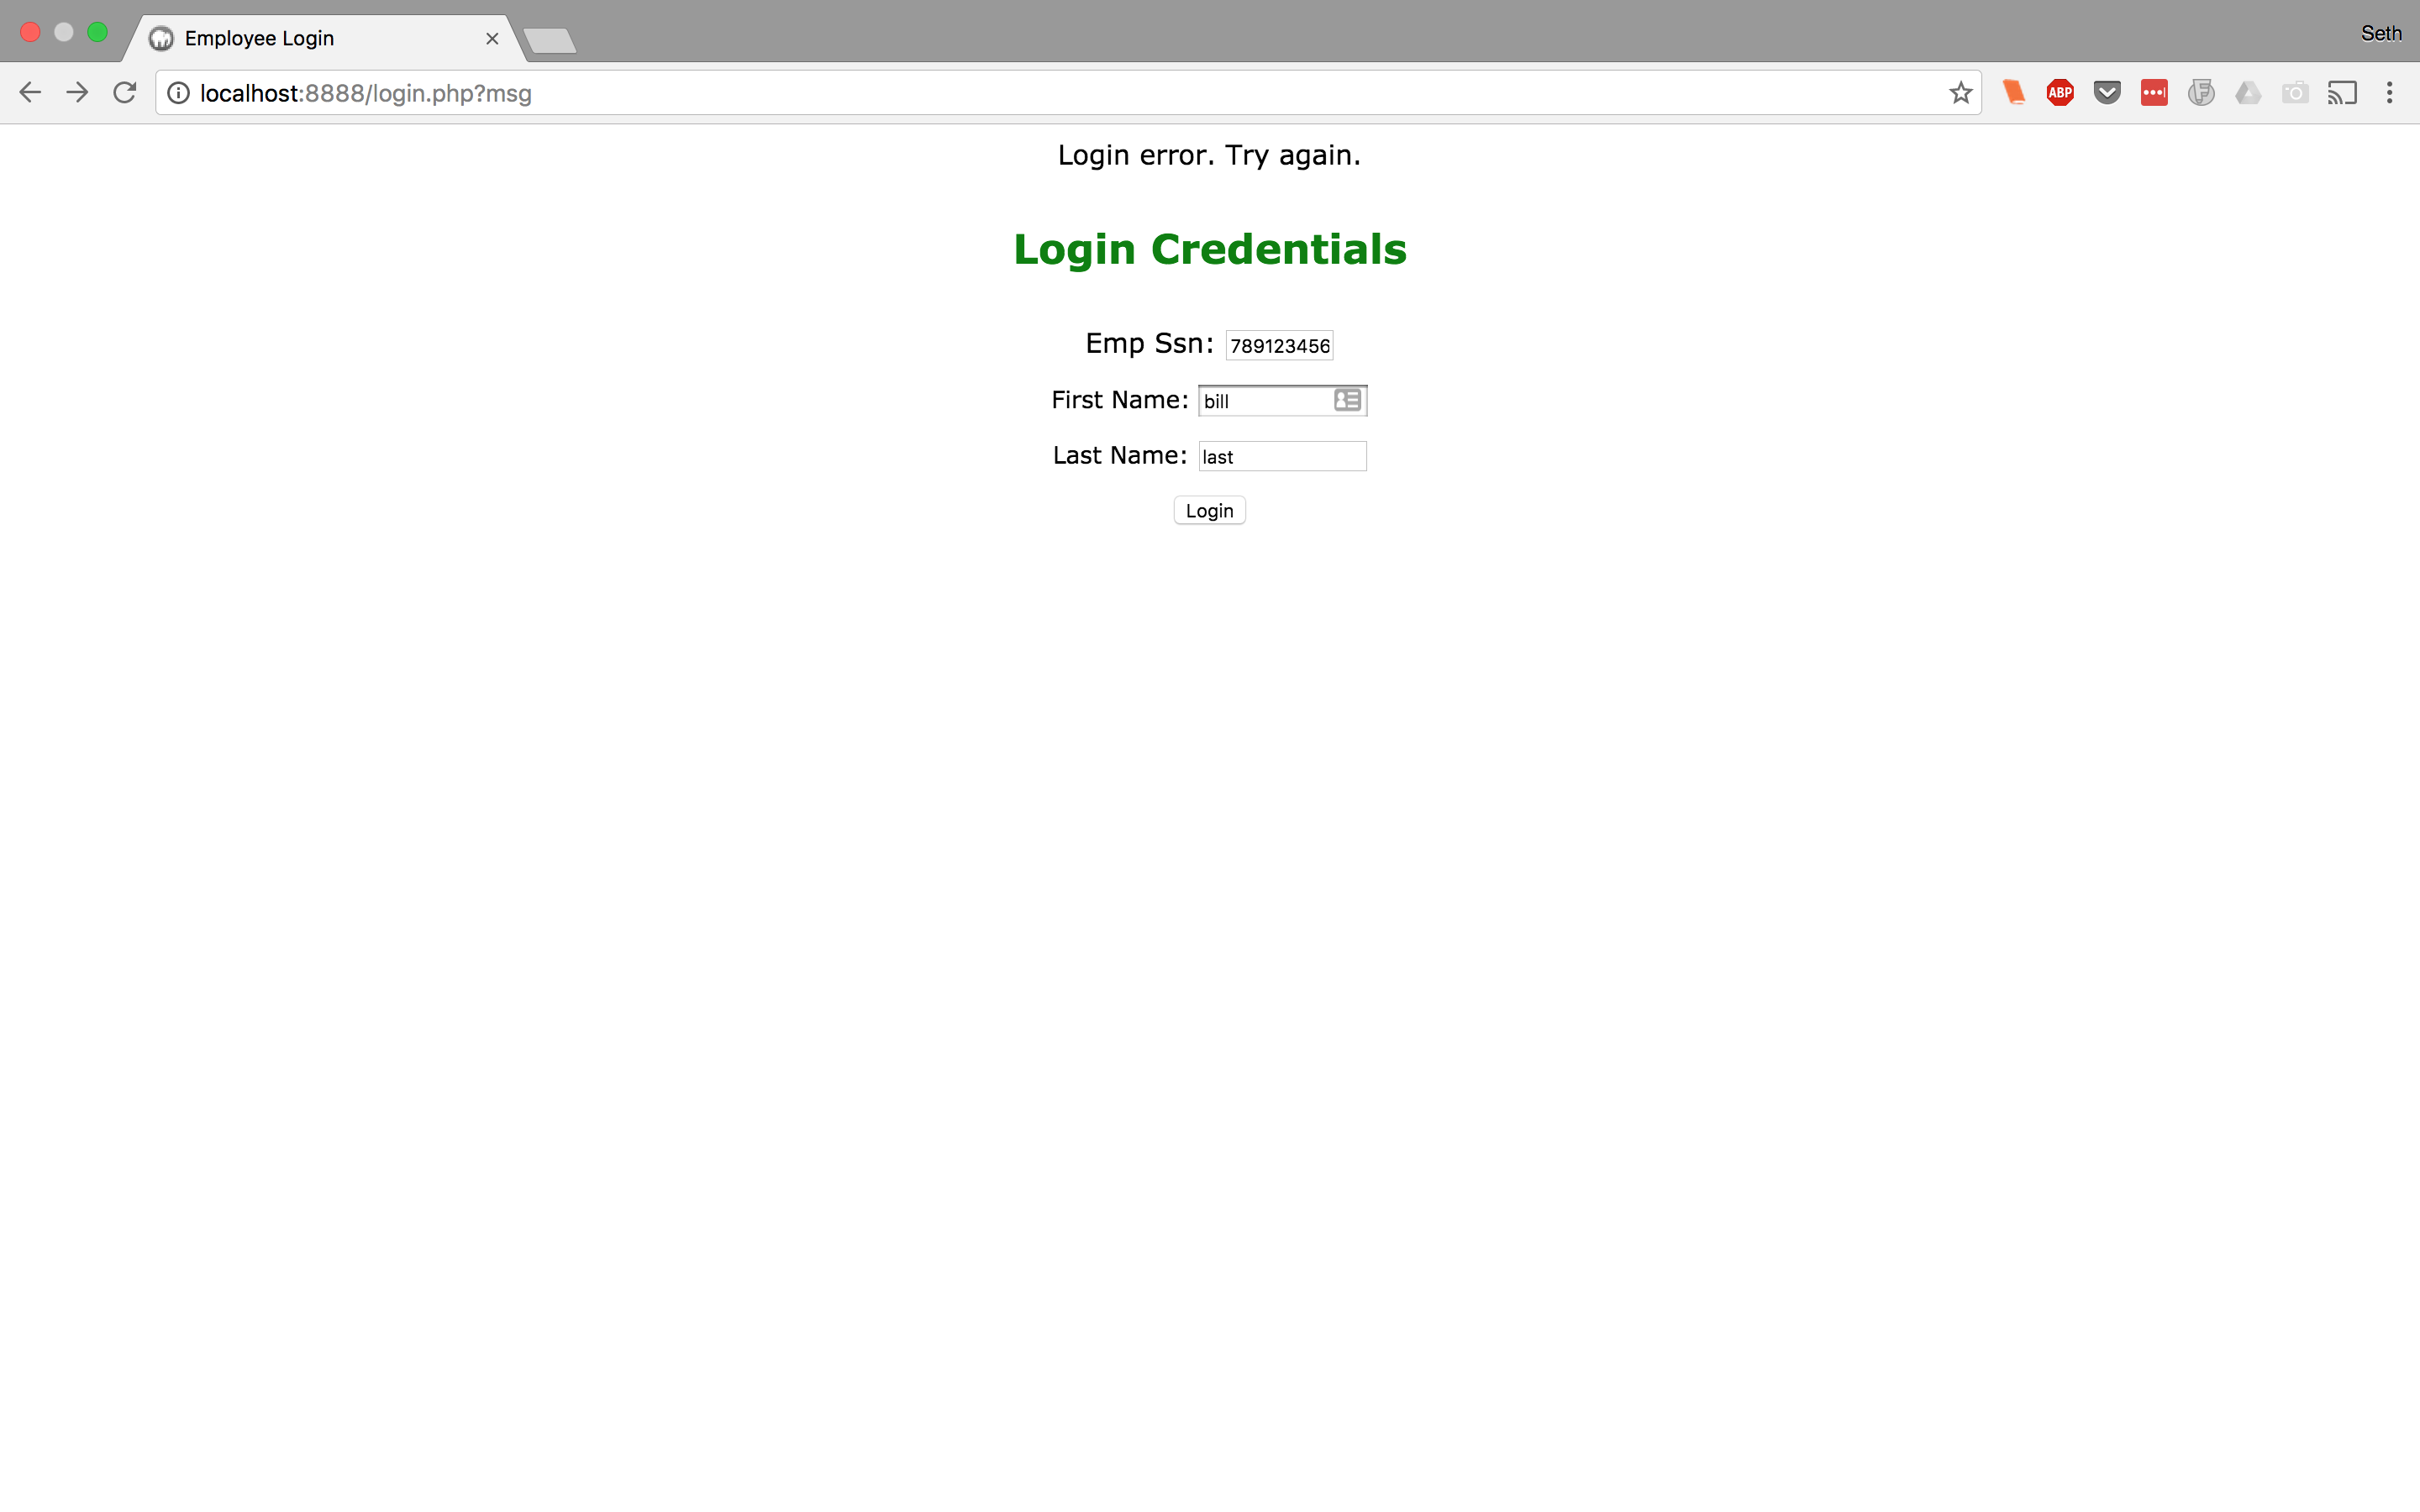 Employee Login
Seth
localhost:8888/login.php?msg
ABP
Login error. Try again.
Login Credentials
Emp Ssn: 789123456
First Name: bill
Last Name: last
Login